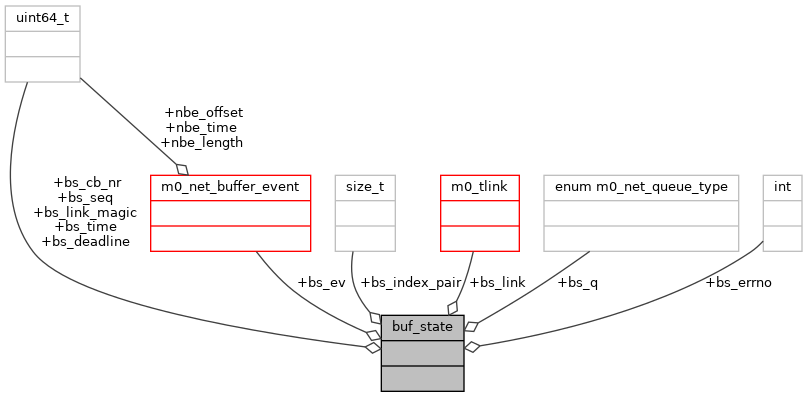 uint64_t
+nbe_offset
+nbe_time
+nbe_length
+bs_cb_nr
+bs_seq
+bs_link_magic
+bs_time
+bs_deadline
m0_net_buffer_event
size_t
m0_tlink
enum m0_net_queue_type
int
+bs_ev
+bs_index_pair
+bs_link
+bs_q
+bs_errno
buf_state